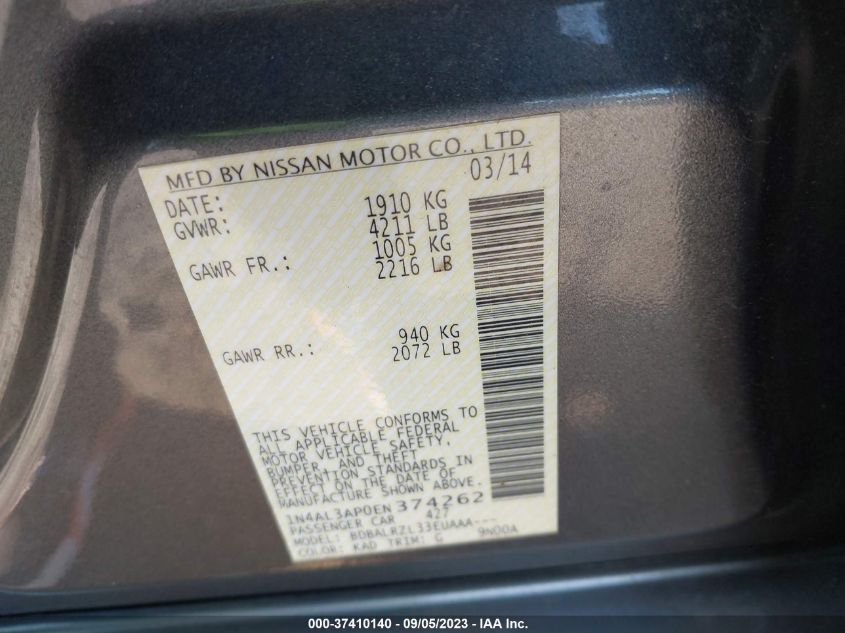 MFD BY NISSAN MOTOR CO., LTD.
DATE: 03/14
GVWR: 1910 KG
4211 LB
GAWR FR.: 1005 KG
2216 LB
GAWR RR.: 940 KG
2072 LB
THIS VEHICLE CONFORMS TO
ALL APPLICABLE FEDERAL
MOTOR VEHICLE SAFETY,
BUMPER, AND THEFT
PREVENTION STANDARDS IN
EFFECT ON THE DATE OF
MANUFACTURE SHOWN ABOVE.
1N4AL3AP0EN374262
PASSENGER CAR 427
MODEL: BDBALRZL33EUAAA---
COLOR: KAD TRIM: G 9N00A
000-37410140 - 09/05/2023 - IAA Inc.